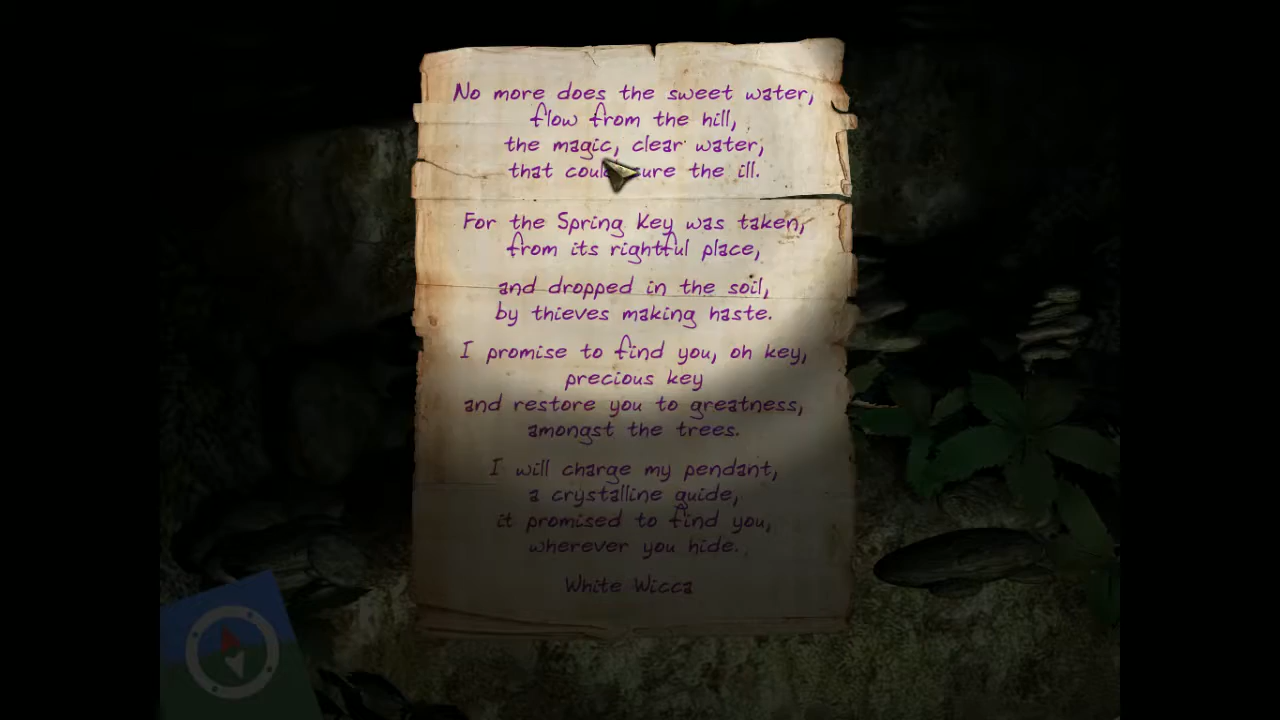 No more does the sweet water,
flow from the hill,
the magic, clear water,
that could cure the ill.
For the Spring Key was taken,
from its rightful place,
and dropped in the soil,
by thieves making haste.
I promise to find you, oh key,
precious key
and restore you to greatness,
amongst the trees.
I will charge my pendant,
a crystalline guide,
it promised to find you,
wherever you hide.
White Wicca